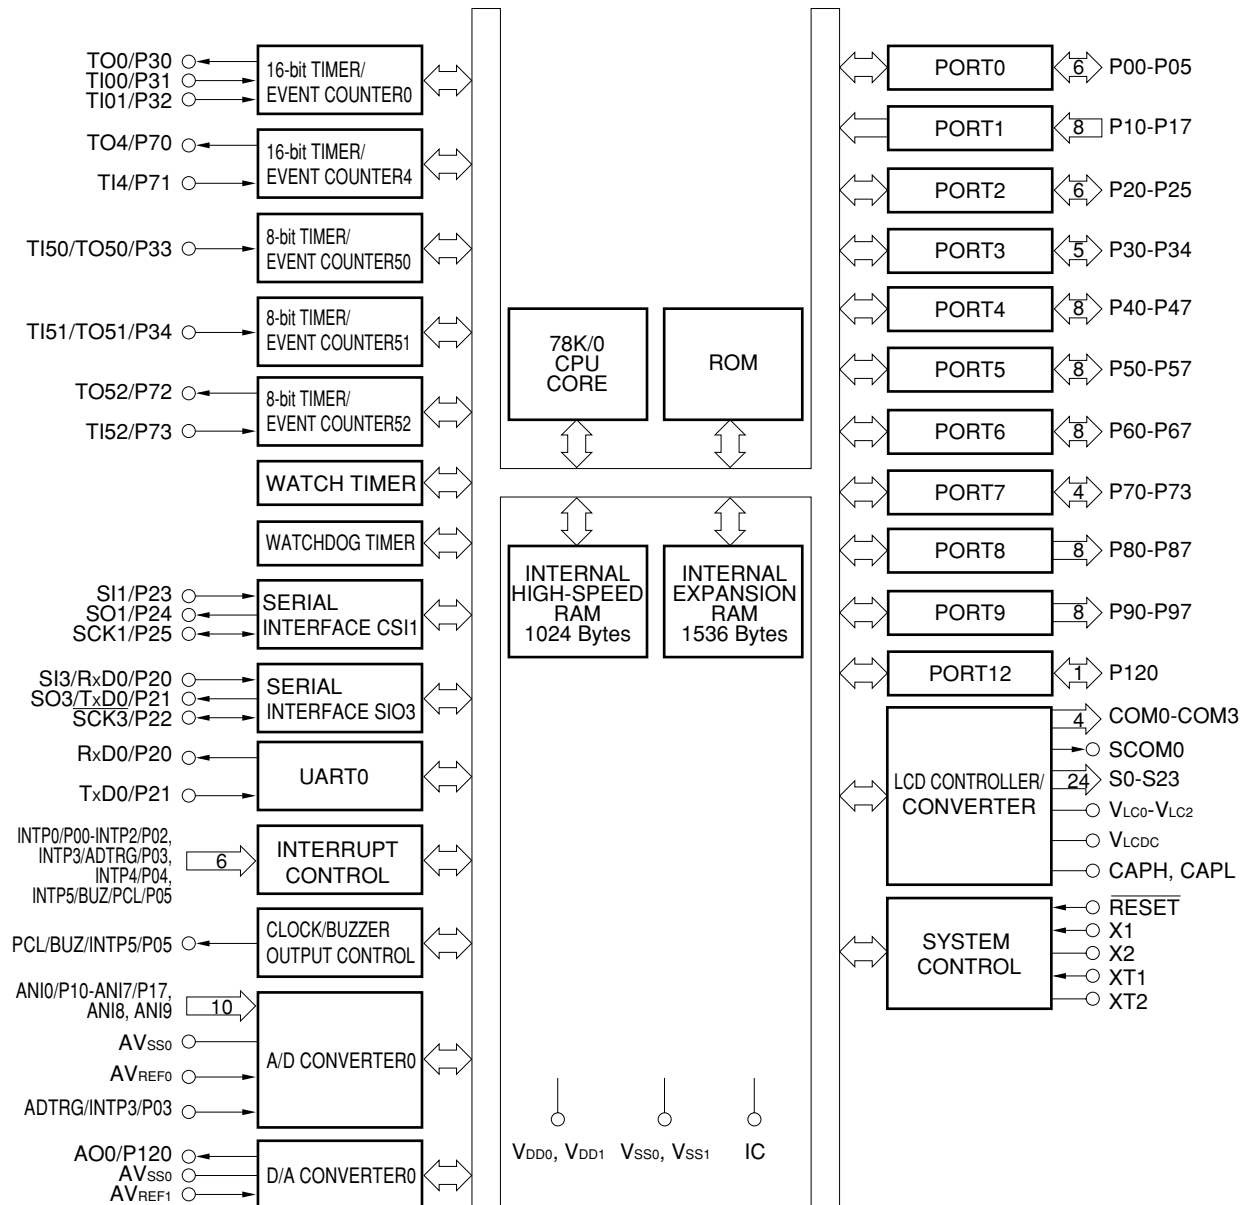 TO0/P30
TI00/P31
TI01/P32
16-bit TIMER/
EVENT COUNTER0
TO4/P70
TI4/P71
16-bit TIMER/
EVENT COUNTER4
TI50/TO50/P33
8-bit TIMER/
EVENT COUNTER50
TI51/TO51/P34
8-bit TIMER/
EVENT COUNTER51
TO52/P72
TI52/P73
8-bit TIMER/
EVENT COUNTER52
WATCH TIMER
WATCHDOG TIMER
SI1/P23
SO1/P24
SCK1/P25
SERIAL
INTERFACE CSI1
SI3/RxD0/P20
SO3/TxD0/P21
SCK3/P22
SERIAL
INTERFACE SIO3
RxD0/P20
TxD0/P21
UART0
INTP0/P00-INTP2/P02,
INTP3/ADTRG/P03,
INTP4/P04,
INTP5/BUZ/PCL/P05
6
INTERRUPT
CONTROL
PCL/BUZ/INTP5/P05
CLOCK/BUZZER
OUTPUT CONTROL
ANI0/P10-ANI7/P17,
ANI8, ANI9
10
AVSS0
AVREF0
ADTRG/INTP3/P03
A/D CONVERTER0
AO0/P120
AVSS0
AVREF1
D/A CONVERTER0
78K/0
CPU
CORE
ROM
INTERNAL
HIGH-SPEED
RAM
1024 Bytes
INTERNAL
EXPANSION
RAM
1536 Bytes
VDD0, VDD1
VSS0, VSS1
IC
PORT0
6
P00-P05
PORT1
8
P10-P17
PORT2
6
P20-P25
PORT3
5
P30-P34
PORT4
8
P40-P47
PORT5
8
P50-P57
PORT6
8
P60-P67
PORT7
4
P70-P73
PORT8
8
P80-P87
PORT9
8
P90-P97
PORT12
1
P120
LCD CONTROLLER/
CONVERTER
4
COM0-COM3
SCOM0
24
S0-S23
VLC0-VLC2
VLCDC
CAPH, CAPL
SYSTEM
CONTROL
RESET
X1
X2
XT1
XT2